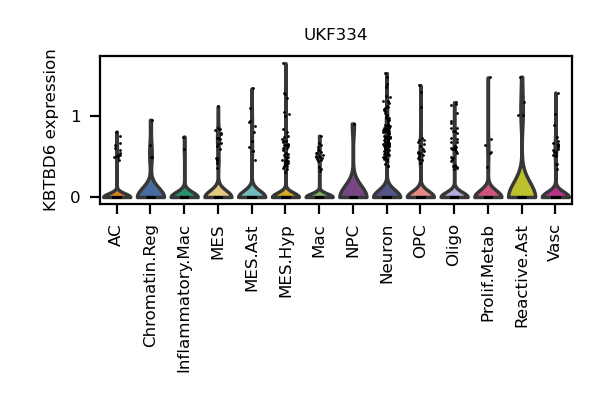 UKF334
KBTBD6 expression
1
0
AC
Chromatin.Reg
Inflammatory.Mac
MES
MES.Ast
MES.Hyp
Mac
NPC
Neuron
OPC
Oligo
Prolif.Metab
Reactive.Ast
Vasc